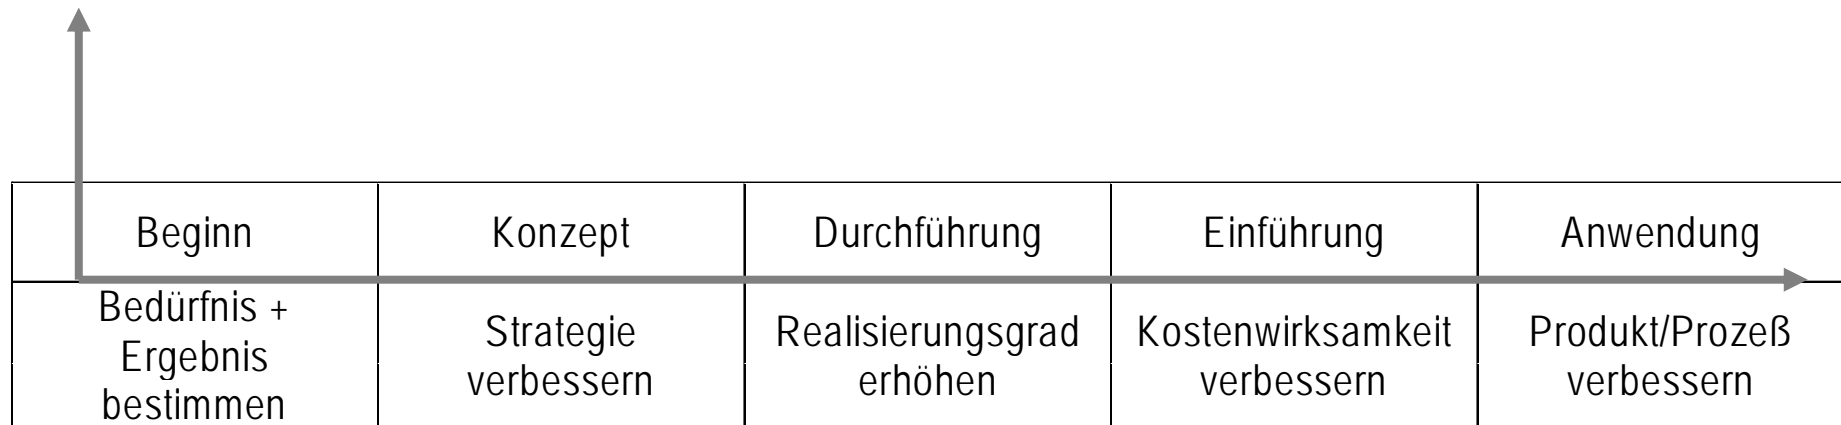 Beginn
Konzept
Durchführung
Einführung
Anwendung
Bedürfnis +
Ergebnis
bestimmen
Strategie
verbessern
Realisierungsgrad
erhöhen
Kostenwirksamkeit
verbessern
Produkt/Prozeß
verbessern